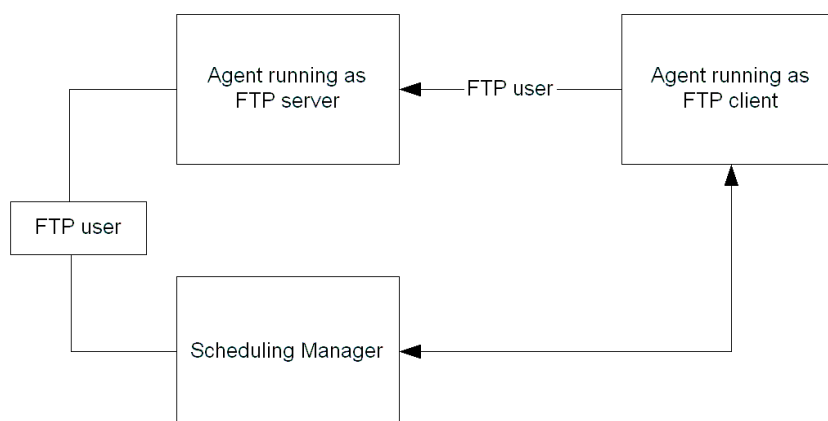 Agent running as
FTP server
FTP user
Agent running as
FTP client
FTP user
Scheduling Manager